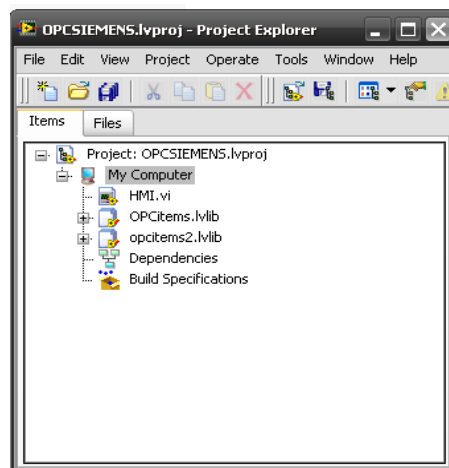 OPCSIEMENS.lvproj - Project Explorer
File Edit View Project Operate Tools Window Help
Items Files
Project: OPCSIEMENS.lvproj
My Computer
HMI.vi
OPCitems.lvlib
opcitems2.lvlib
Dependencies
Build Specifications